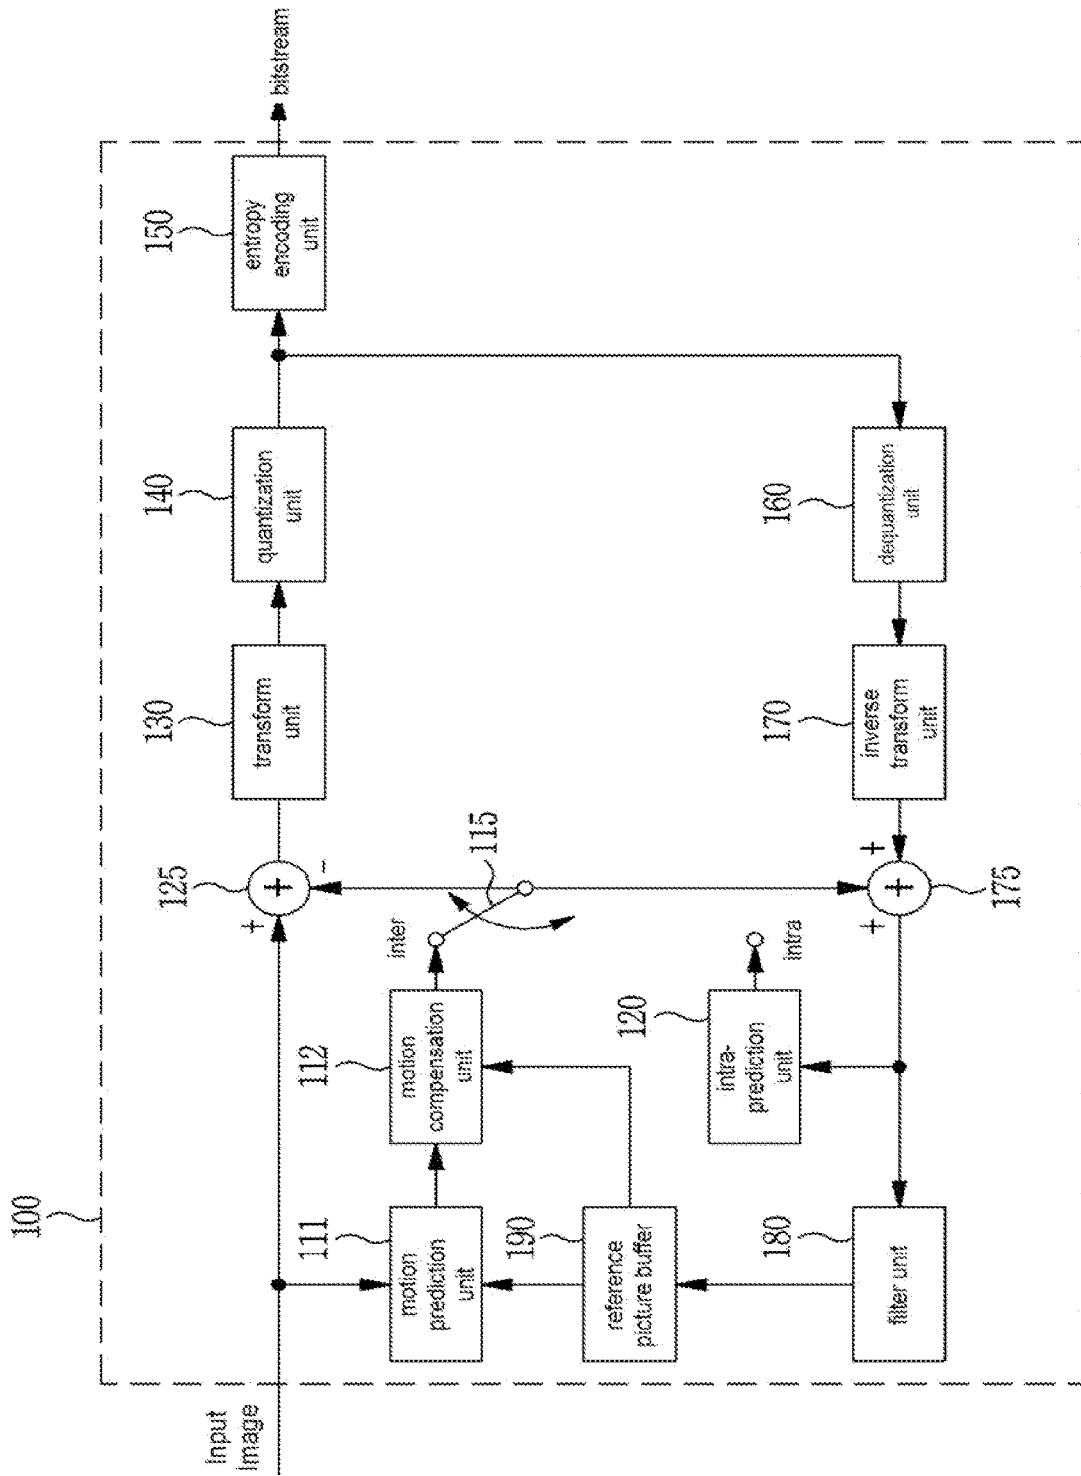 100
Input
Image
125
+
+
-
130
transform
unit
140
quantization
unit
150
entropy
encoding
unit
bitstream
111
motion
prediction
unit
112
motion
compensation
unit
inter
115
190
reference
picture buffer
120
intra-
prediction
unit
intra
180
filter unit
+
+
+
175
170
inverse
transform
unit
160
dequantization
unit